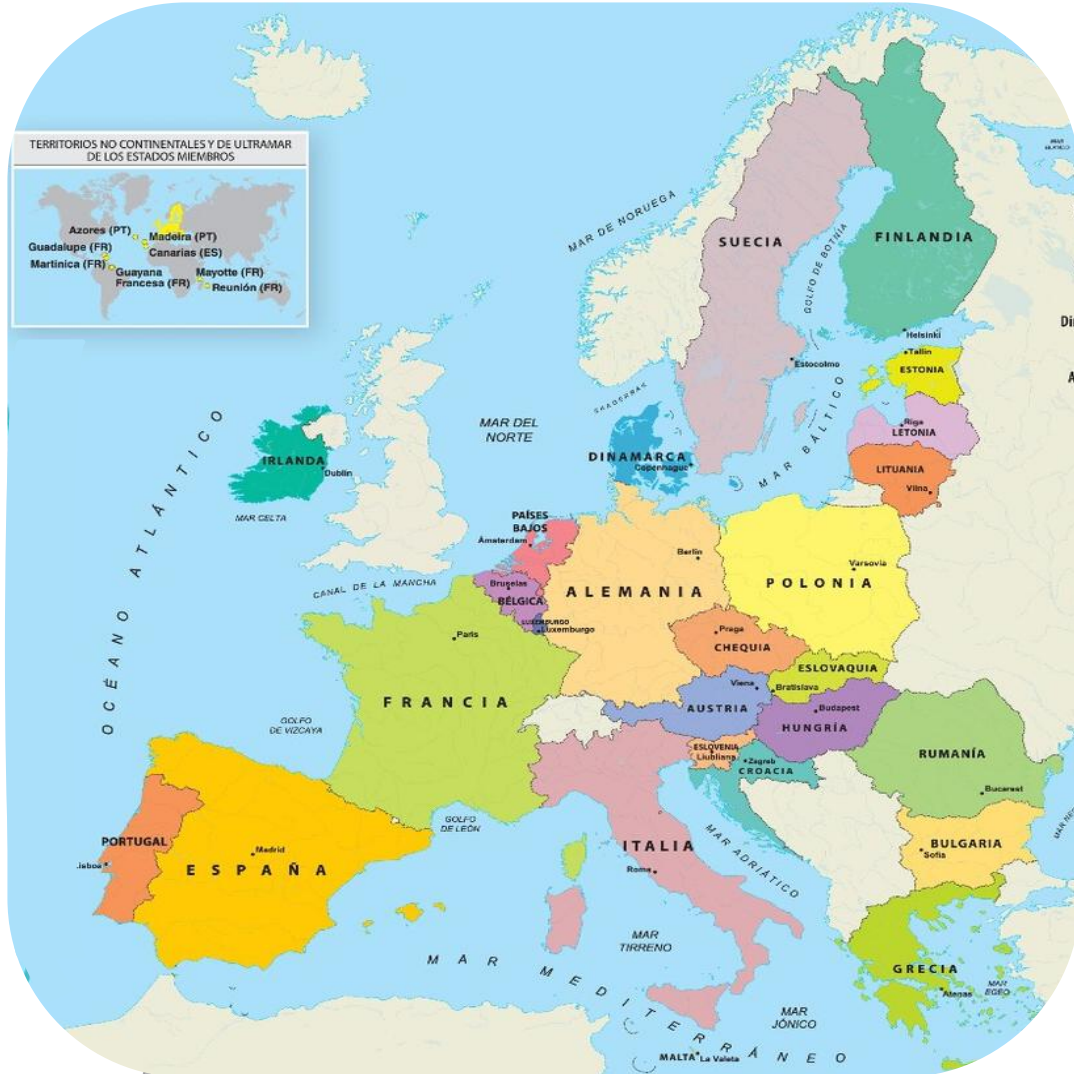 TERRITORIOS NO CONTINENTALES Y DE ULTRAMAR
DE LOS ESTADOS MIEMBROS
Azores (PT)
Madeira (PT)
Guadalupe (FR)
Canarias (ES)
Martinica (FR)
Guayana
Francesa (FR)
Mayotte (FR)
Reunión (FR)
MAR
BLANCO
MAR DE NORUEGA
SUECIA
GOLFO DE BOTNIA
FINLANDIA
Helsinki
Tallín
ESTONIA
Estocolmo
Riga
LETONIA
LITUANIA
Vilna
MAR BÁLTICO
SKAGERRAK
MAR DEL
NORTE
DINAMARCA
Copenhague
IRLANDA
Dublin
MAR CELTA
OCÉANO ATLÁNTICO
CANAL DE LA MANCHA
PAÍSES
BAJOS
Ámsterdam
Bruselas
BÉLGICA
LUXEMBURGO
Luxemburgo
Berlín
ALEMANIA
Varsovia
POLONIA
Praga
CHEQUIA
ESLOVAQUIA
Bratislava
Viena
AUSTRIA
Budapest
HUNGRÍA
París
FRANCIA
GOLFO
DE VIZCAYA
ESLOVENIA
Liubliana
Zagreb
CROACIA
RUMANÍA
Bucarest
BULGARIA
Sofía
GOLFO
DE LEÓN
PORTUGAL
Lisboa
Madrid
ESPAÑA
ITALIA
Roma
MAR ADRIÁTICO
MAR
TIRRENO
MAR MEDITERRÁNEO
MAR
JÓNICO
GRECIA
Atenas
MAR
EGEO
MALTA
La Valeta